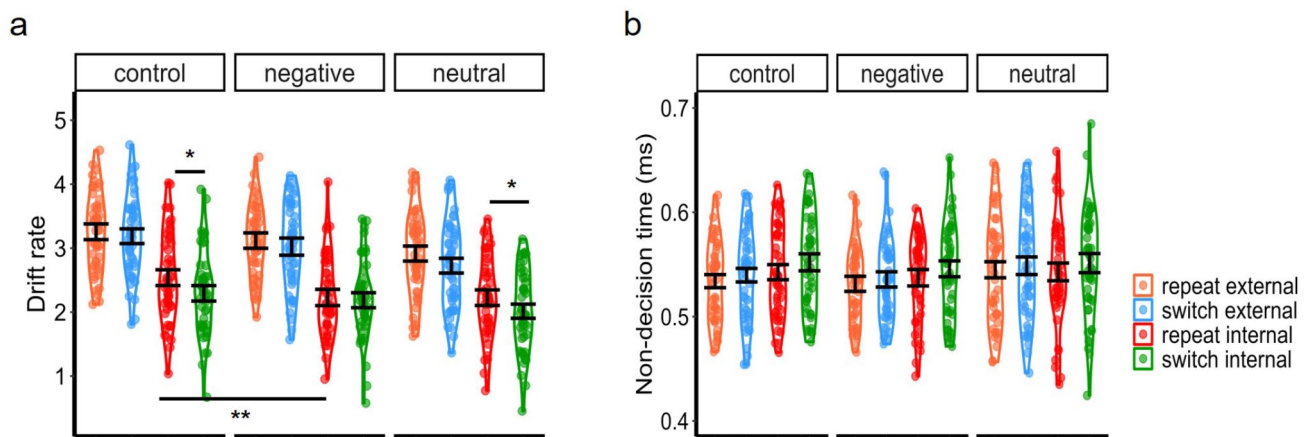 a
control negative neutral
Drift rate
5
4
3
2
1
*
*
**
b
control negative neutral
Non-decision time (ms)
0.7
0.6
0.5
0.4
repeat external
switch external
repeat internal
switch internal